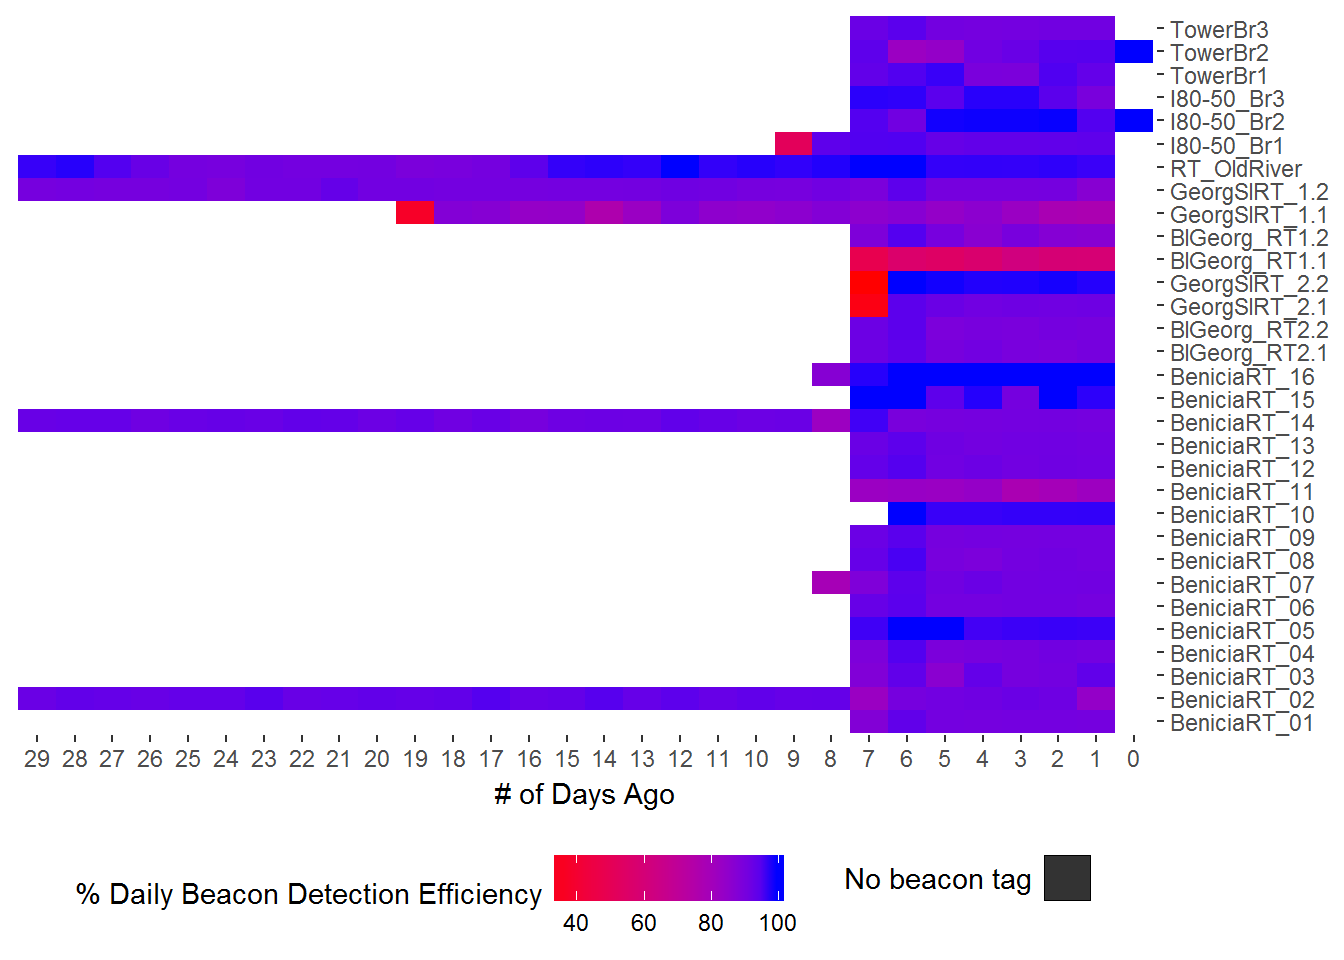 TowerBr3
TowerBr2
TowerBr1
I80-50_Br3
I80-50_Br2
I80-50_Br1
RT_OldRiver
GeorgSlRT_1.2
GeorgSlRT_1.1
BlGeorg_RT1.2
BlGeorg_RT1.1
GeorgSlRT_2.2
GeorgSlRT_2.1
BlGeorg_RT2.2
BlGeorg_RT2.1
BeniciaRT_16
BeniciaRT_15
BeniciaRT_14
BeniciaRT_13
BeniciaRT_12
BeniciaRT_11
BeniciaRT_10
BeniciaRT_09
BeniciaRT_08
BeniciaRT_07
BeniciaRT_06
BeniciaRT_05
BeniciaRT_04
BeniciaRT_03
BeniciaRT_02
BeniciaRT_01
29 28 27 26 25 24 23 22 21 20 19 18 17 16 15 14 13 12 11 10 9 8 7 6 5 4 3 2 1 0
# of Days Ago
% Daily Beacon Detection Efficiency
40 60 80 100
No beacon tag